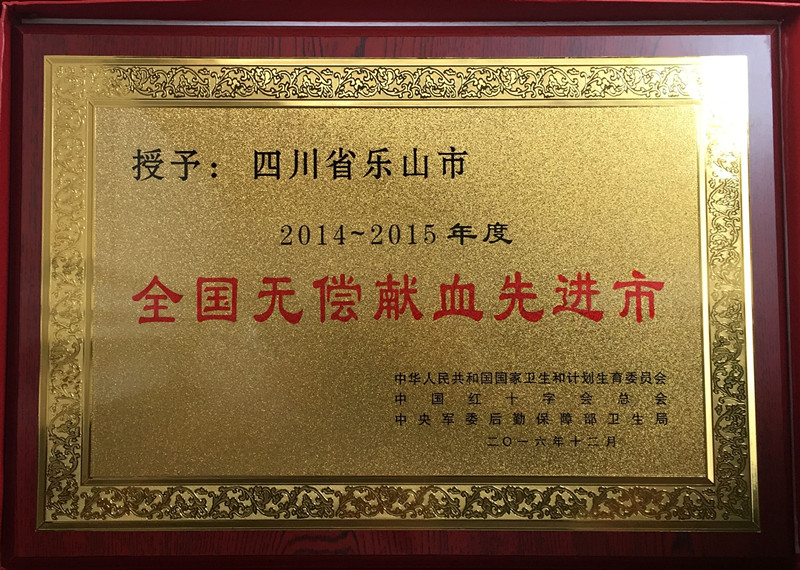 授予：四川省乐山市
2014~2015年度
全国无偿献血先进市
中华人民共和国国家卫生和计划生育委员会
中国红十字会总会
中央军委后勤保障部卫生局
二〇一六年十二月